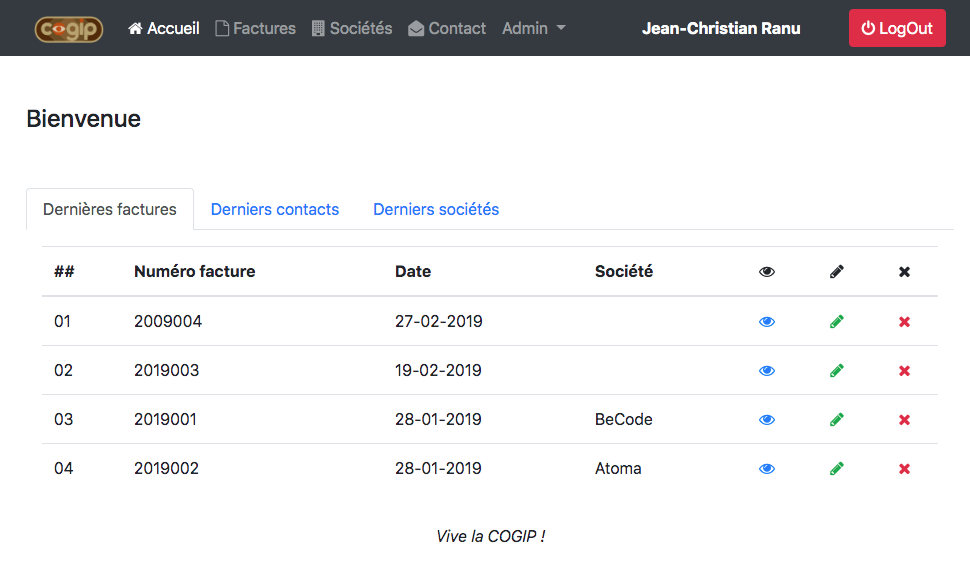 cogip Accueil Factures Sociétés Contact Admin Jean-Christian Ranu LogOut
Bienvenue
Dernières factures Derniers contacts Derniers sociétés
## Numéro facture Date Société
01 2009004 27-02-2019
02 2019003 19-02-2019
03 2019001 28-01-2019 BeCode
04 2019002 28-01-2019 Atoma
Vive la COGIP !